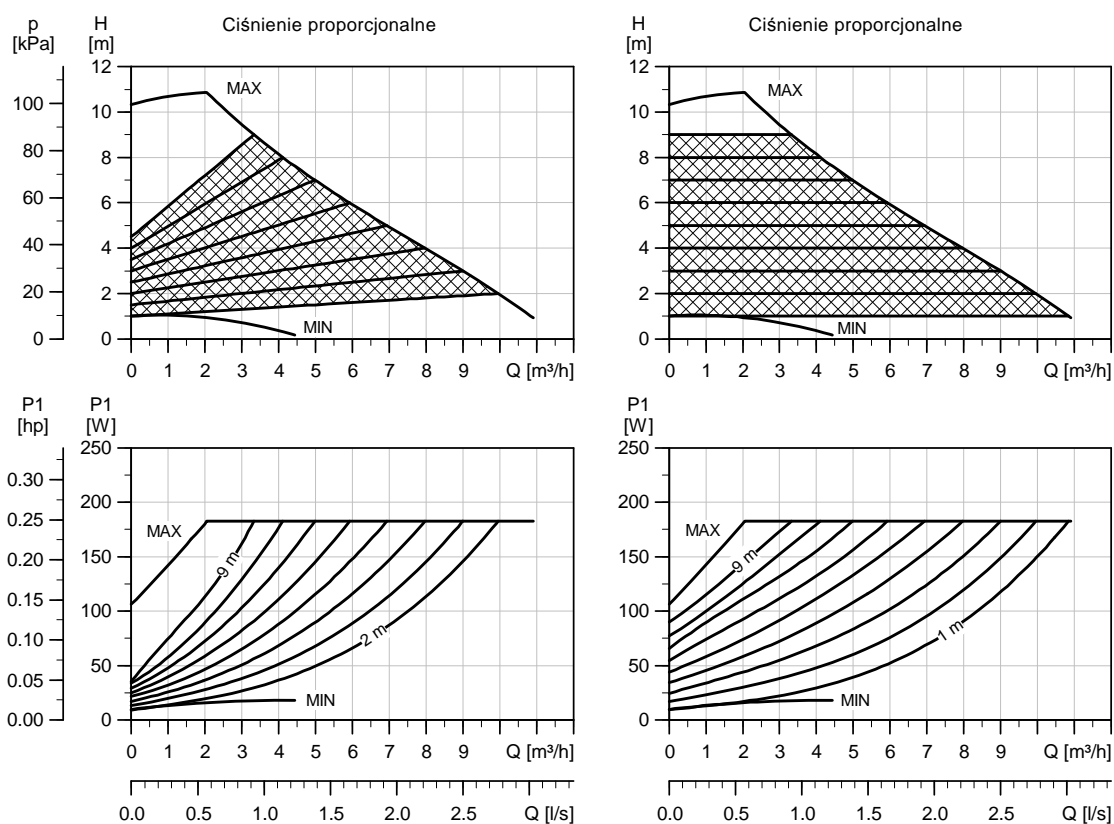 p
[kPa]
H
[m]
Ciśnienie proporcjonalne
12
10
8
6
4
2
0
100
80
60
40
20
0
MAX
MIN
0 1 2 3 4 5 6 7 8 9 Q [m³/h]
H
[m]
Ciśnienie proporcjonalne
12
10
8
6
4
2
0
MAX
MIN
0 1 2 3 4 5 6 7 8 9 Q [m³/h]
P1
[hp]
P1
[W]
250
200
150
100
50
0
0.30
0.25
0.20
0.15
0.10
0.05
0.00
MAX
9 m
2 m
MIN
0 1 2 3 4 5 6 7 8 9 Q [m³/h]
0.0 0.5 1.0 1.5 2.0 2.5 Q [l/s]
P1
[W]
250
200
150
100
50
0
MAX
9 m
1 m
MIN
0 1 2 3 4 5 6 7 8 9 Q [m³/h]
0.0 0.5 1.0 1.5 2.0 2.5 Q [l/s]